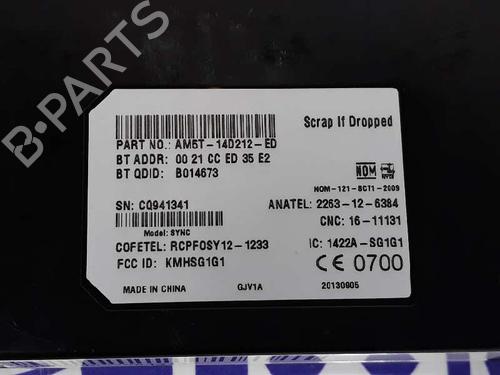 Scrap If Dropped
PART NO.: AM5T-14D212-ED
BT ADDR: 00 21 CC ED 35 E2
BT QDID: B014673
NOM
NOM-121-SCT1-2009
SN: CQ941341
ANATEL: 2263-12-6384
CNC: 16-11131
Model: SYNC
COFETEL: RCPFOSY12-1233
IC: 1422A-SG1G1
FCC ID: KMHSG1G1
CE 0700
MADE IN CHINA
GJV1A
20130905